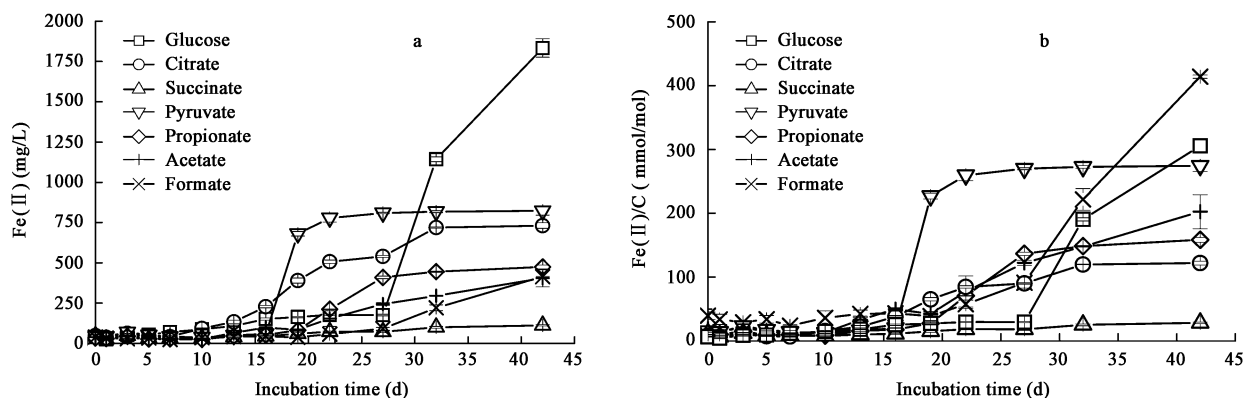 2000
1750
1500
1250
1000
750
500
250
0
Fe(II) (mg/L)
Glucose
Citrate
Succinate
Pyruvate
Propionate
Acetate
Formate
a
0 5 10 15 20 25 30 35 40 45
Incubation time (d)
500
400
300
200
100
0
Fe(II)/C ( mmol/mol)
Glucose
Citrate
Succinate
Pyruvate
Propionate
Acetate
Formate
b
0 5 10 15 20 25 30 35 40 45
Incubation time (d)